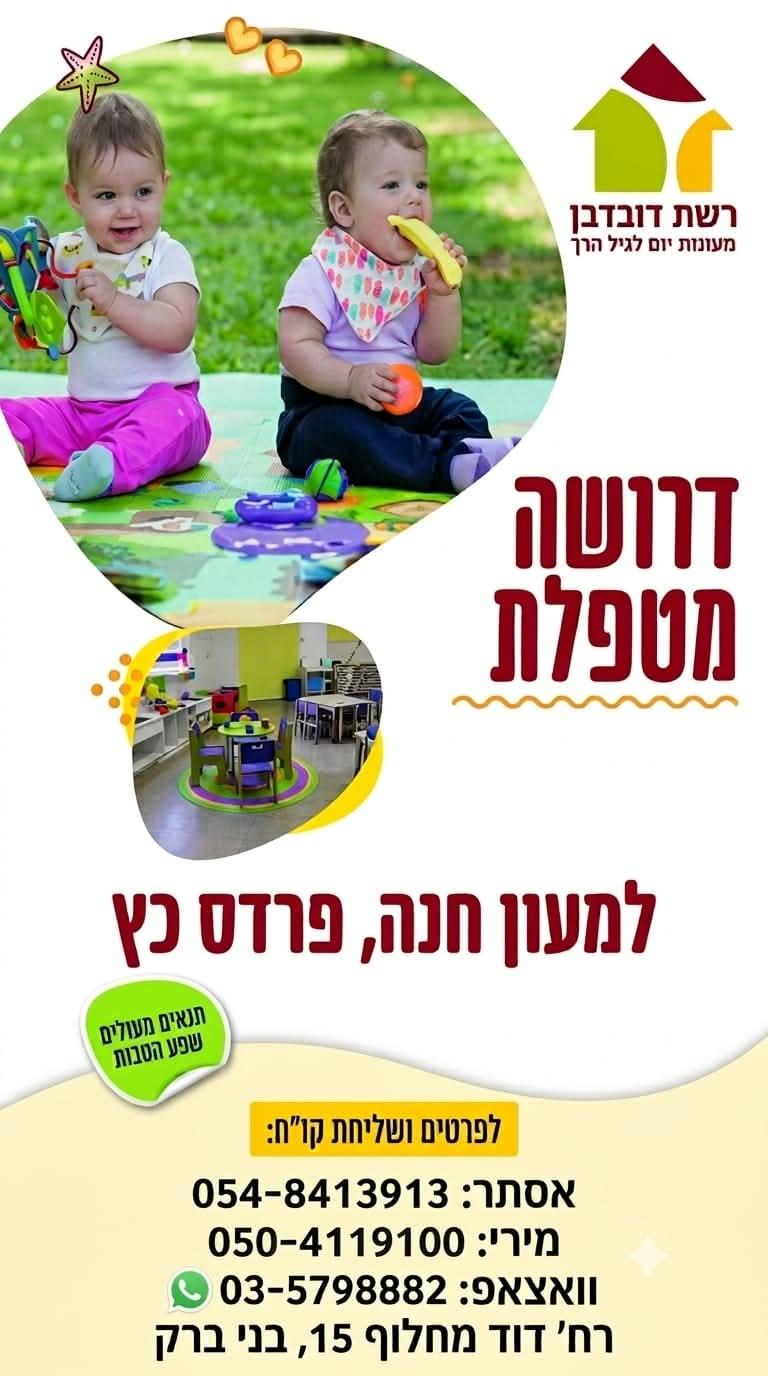 רשת דובדבן
מעונות יום לגיל הרך
דרושה
מטפלת
למעון חנה, פרדס כץ
תנאים מעולים
שפע הטבות
לפרטים ושליחת קו"ח:
אסתר: 054-8413913
מירי: 050-4119100
וואצאפ: 03-5798882
רח' דוד מחלוף 15, בני ברק